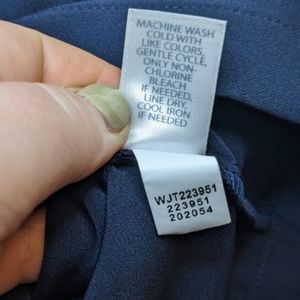 MACHINE WASH
COLD WITH
LIKE COLORS,
GENTLE CYCLE,
ONLY NON-
CHLORINE
BLEACH
IF NEEDED,
LINE DRY,
COOL IRON
IF NEEDED
WJT223951
223951
202054